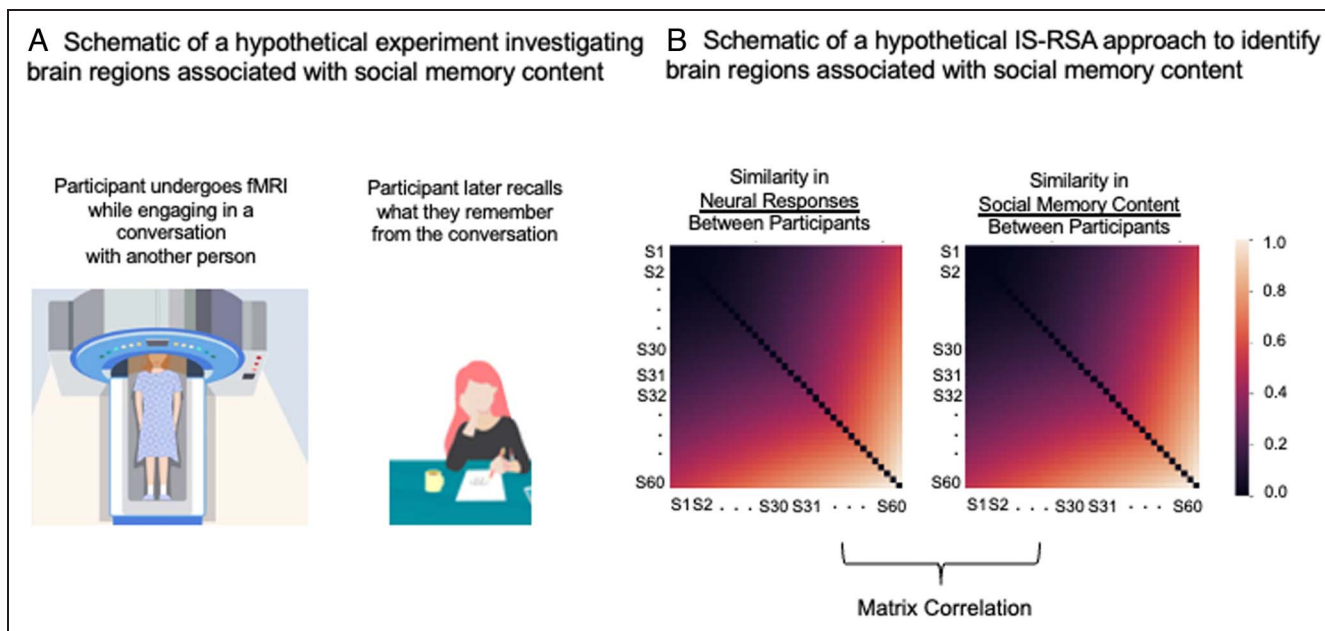 A Schematic of a hypothetical experiment investigating
brain regions associated with social memory content
Participant undergoes fMRI
while engaging in a
conversation
with another person
Participant later recalls
what they remember
from the conversation
B Schematic of a hypothetical IS-RSA approach to identify
brain regions associated with social memory content
Similarity in
Neural Responses
Between Participants
S1
S2
.
.
.
S30
S31
S32
.
.
.
S60
S1 S2 . . . S30 S31 . . . S60
Similarity in
Social Memory Content
Between Participants
S1
S2
.
.
.
S30
S31
S32
.
.
.
S60
S1 S2 . . . S30 S31 . . . S60
1.0
0.8
0.6
0.4
0.2
0.0
Matrix Correlation